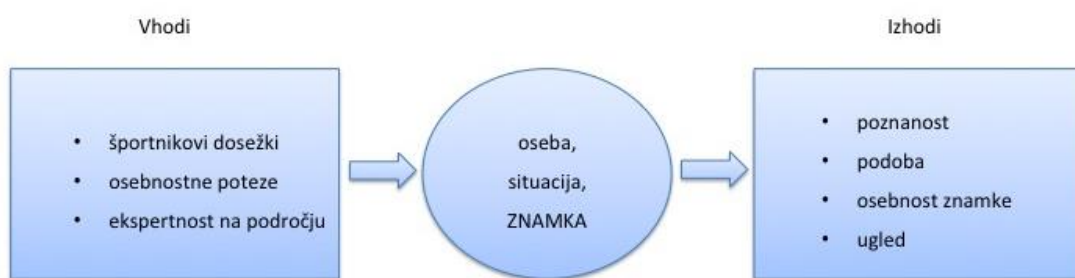 Vhodi
Izhodi
• športnikovi dosežki
• osebnostne poteze
• ekspertnost na področju
oseba,
situacija,
ZNAMKA
• poznanost
• podoba
• osebnost znamke
• ugled